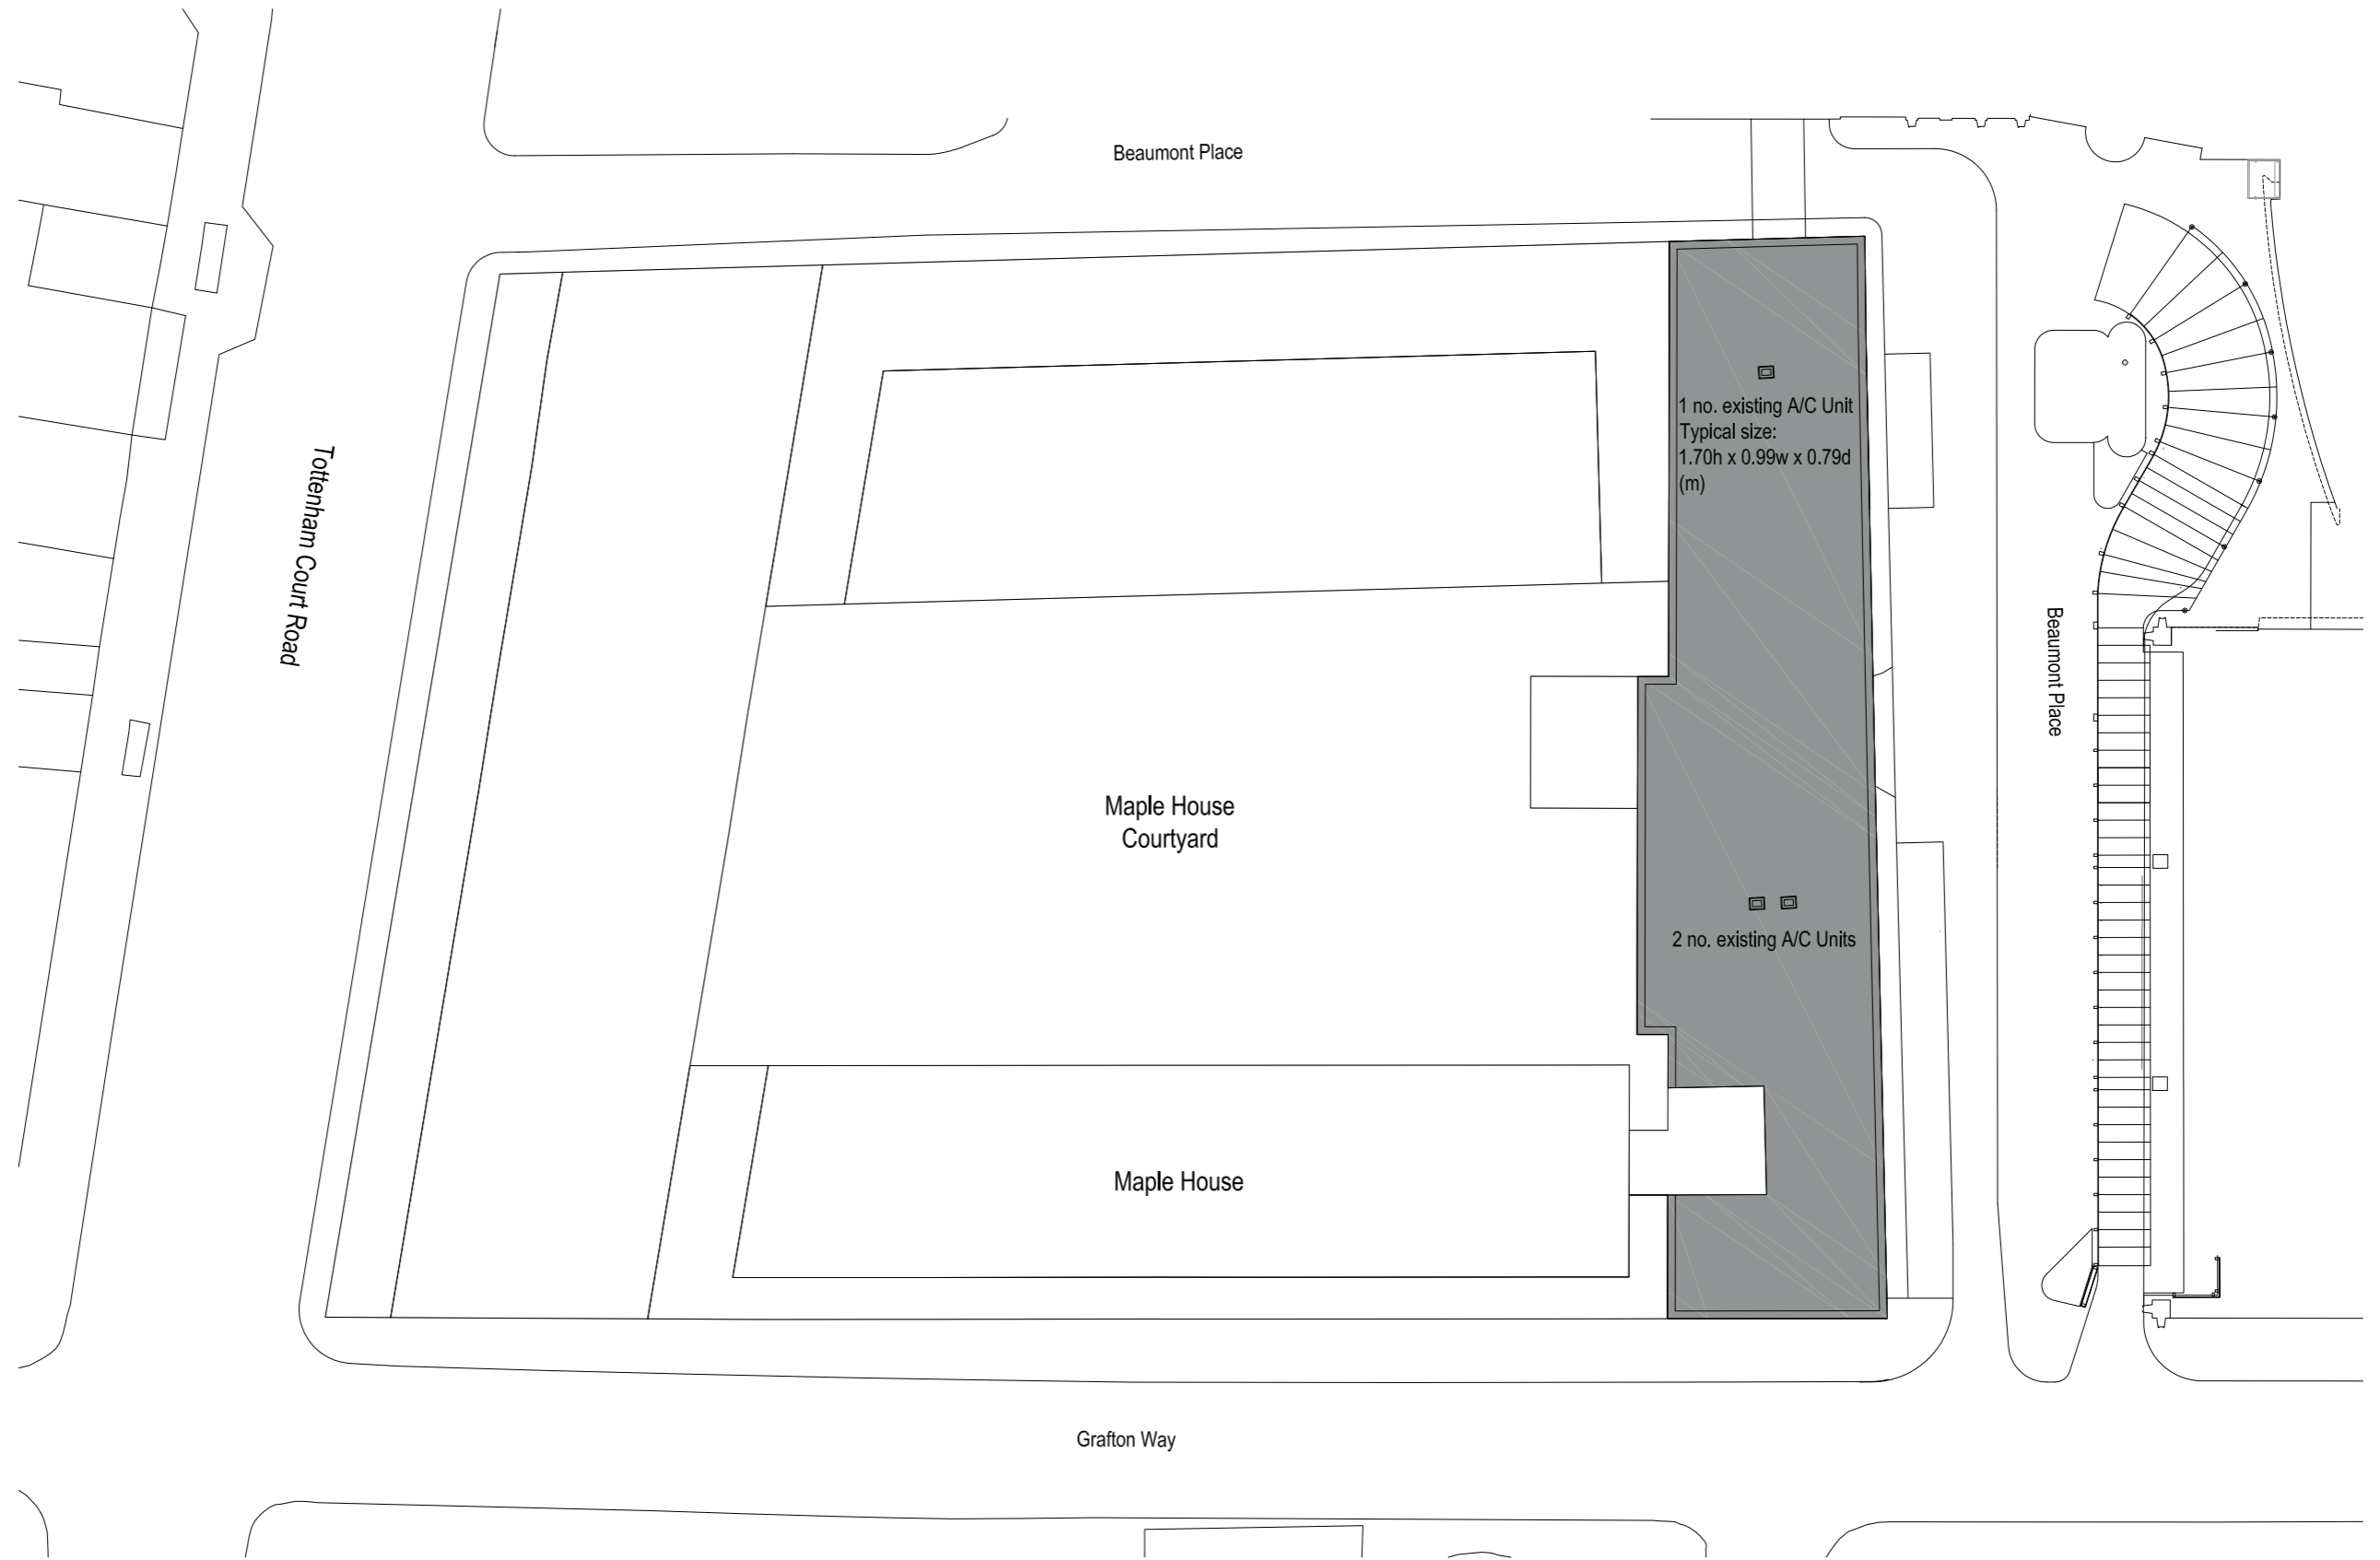 Beaumont Place
1 no. existing A/C Unit
Typical size:
1.70h x 0.99w x 0.79d
(m)
Tottenham Court Road
Beaumont Place
Maple House
Courtyard
2 no. existing A/C Units
Maple House
Grafton Way